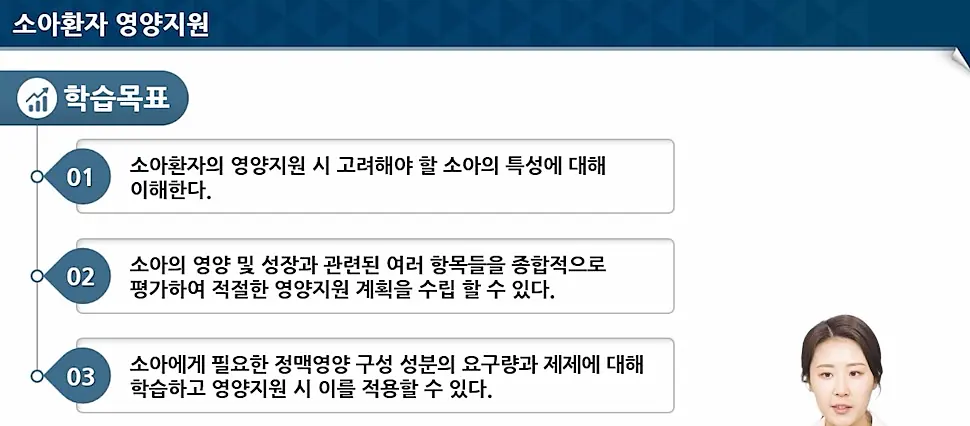 소아환자 영양지원
학습목표
01
소아환자의 영양지원 시 고려해야 할 소아의 특성에 대해
이해한다.
02
소아의 영양 및 성장과 관련된 여러 항목들을 종합적으로
평가하여 적절한 영양지원 계획을 수립 할 수 있다.
03
소아에게 필요한 정맥영양 구성 성분의 요구량과 제제에 대해
학습하고 영양지원 시 이를 적용할 수 있다.